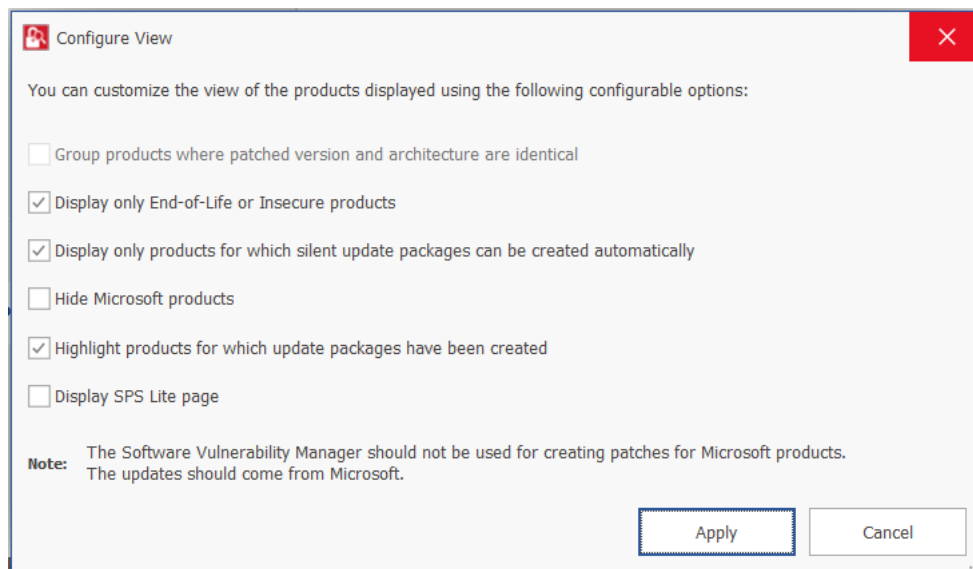 Configure View
You can customize the view of the products displayed using the following configurable options:
Group products where patched version and architecture are identical
Display only End-of-Life or Insecure products
Display only products for which silent update packages can be created automatically
Hide Microsoft products
Highlight products for which update packages have been created
Display SPS Lite page
Note: The Software Vulnerability Manager should not be used for creating patches for Microsoft products.
The updates should come from Microsoft.
Apply Cancel